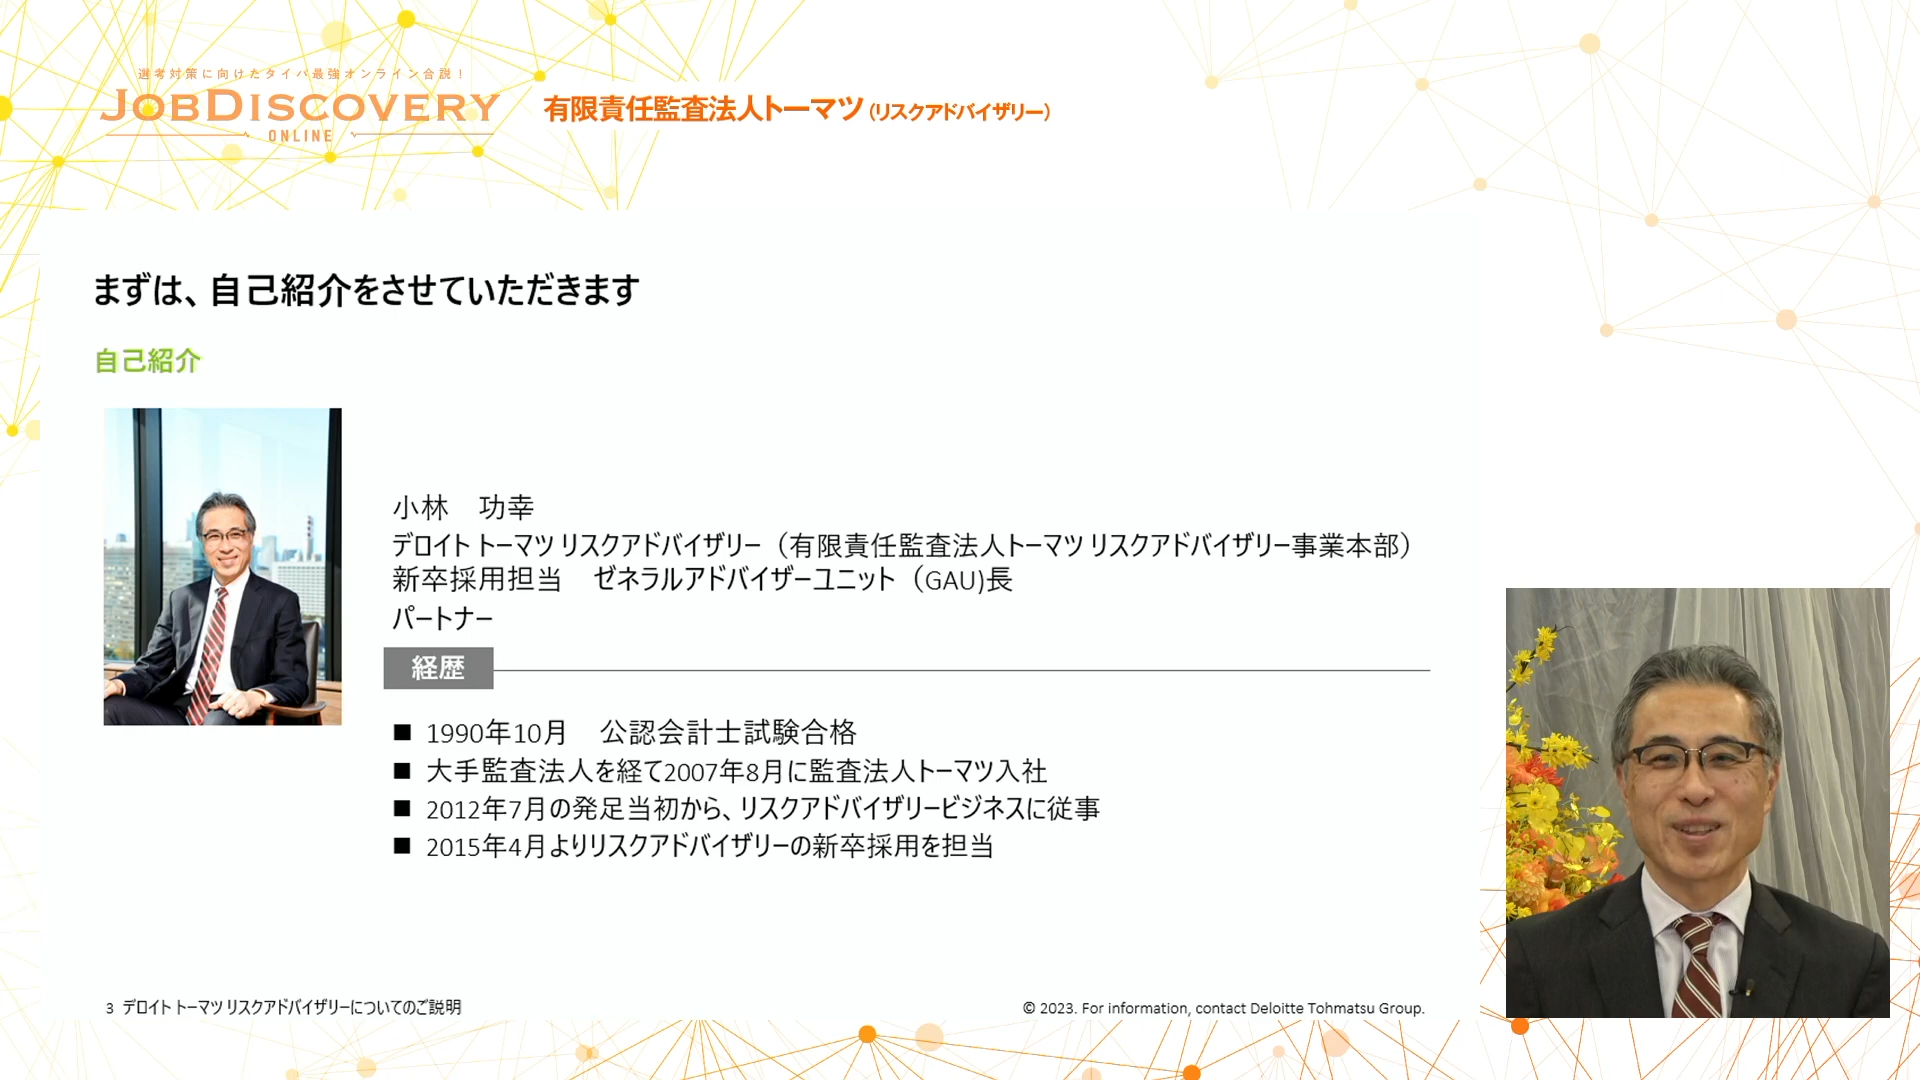 選考対策に向けたタイパ最強オンライン合説！
JOBDISCOVERY
ONLINE
有限責任監査法人トーマツ（リスクアドバイザリー）
まずは、自己紹介をさせていただきます
自己紹介
小林　功幸
デロイト トーマツ リスクアドバイザリー（有限責任監査法人トーマツ リスクアドバイザリー事業本部）
新卒採用担当　ゼネラルアドバイザーユニット（GAU)長
パートナー
経歴
■ 1990年10月　公認会計士試験合格
■ 大手監査法人を経て2007年8月に監査法人トーマツ入社
■ 2012年7月の発足当初から、リスクアドバイザリービジネスに従事
■ 2015年4月よりリスクアドバイザリーの新卒採用を担当
3 デロイト トーマツ リスクアドバイザリーについてのご説明
© 2023. For information, contact Deloitte Tohmatsu Group.